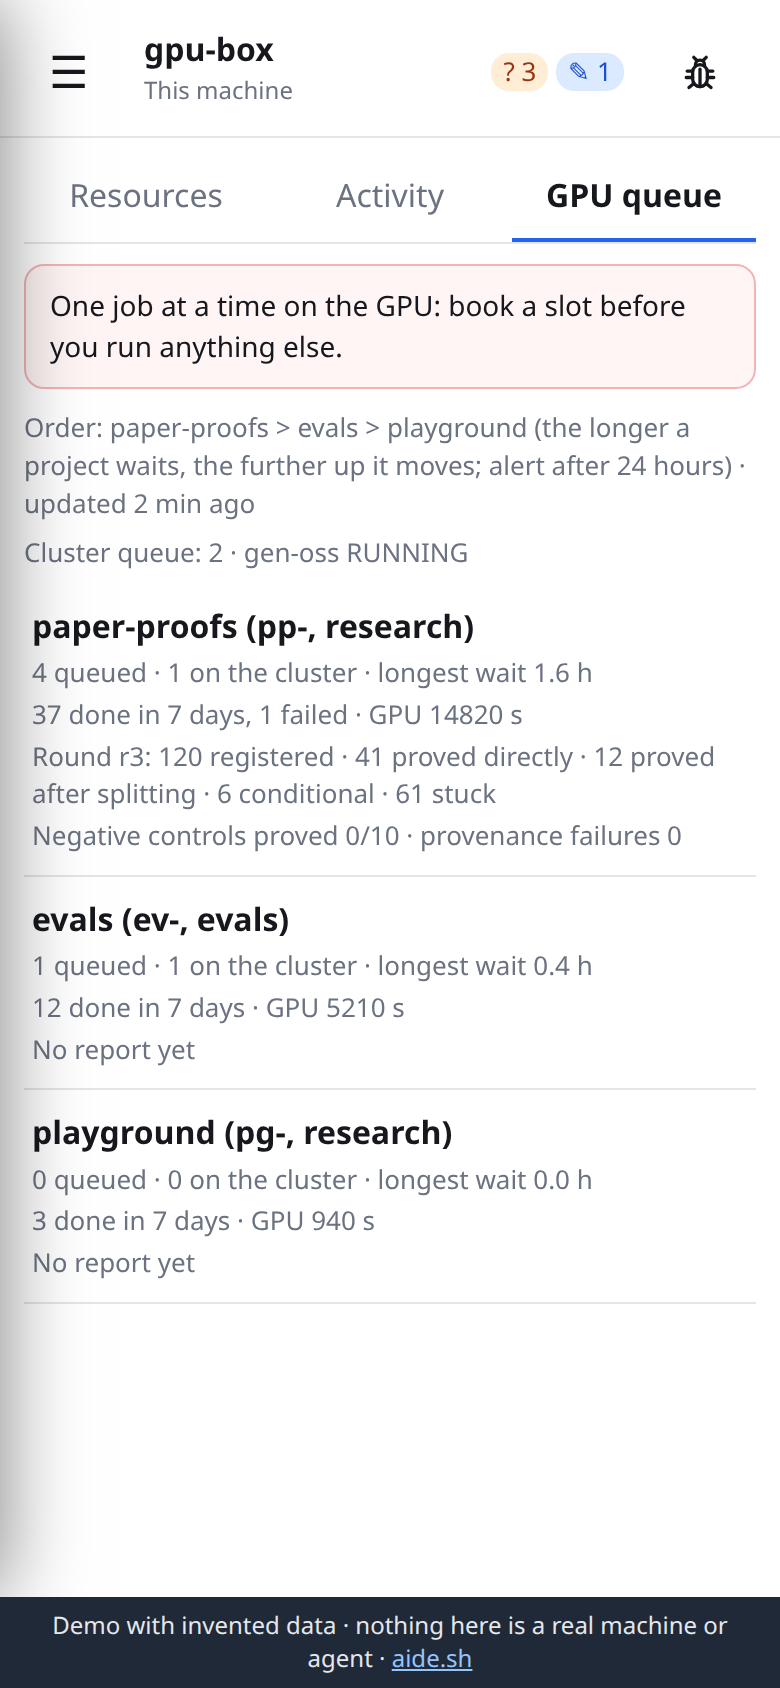 ☰ gpu-box ? 3 ✎ 1
This machine
Resources Activity GPU queue
One job at a time on the GPU: book a slot before
you run anything else.
Order: paper-proofs > evals > playground (the longer a
project waits, the further up it moves; alert after 24 hours) ·
updated 2 min ago
Cluster queue: 2 · gen-oss RUNNING
paper-proofs (pp-, research)
4 queued · 1 on the cluster · longest wait 1.6 h
37 done in 7 days, 1 failed · GPU 14820 s
Round r3: 120 registered · 41 proved directly · 12 proved
after splitting · 6 conditional · 61 stuck
Negative controls proved 0/10 · provenance failures 0
evals (ev-, evals)
1 queued · 1 on the cluster · longest wait 0.4 h
12 done in 7 days · GPU 5210 s
No report yet
playground (pg-, research)
0 queued · 0 on the cluster · longest wait 0.0 h
3 done in 7 days · GPU 940 s
No report yet
Demo with invented data · nothing here is a real machine or
agent · aide.sh